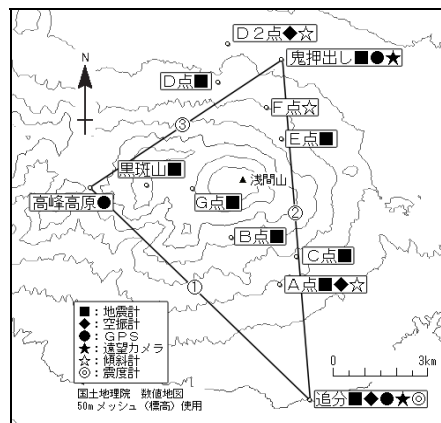 D2点◆☆
鬼押出し■●★
N
D点■
F点☆
③
E点■
黒斑山■
▲浅間山
高峰高原●
G点■
②
B点■
C点■
①
A点■◆☆
■：地震計
◆：空振計
●：GPS
★：遠望カメラ
☆：傾斜計
◎：震度計
0 3km
国土地理院 数値地図
50mメッシュ（標高）使用
追分■◆●★◎